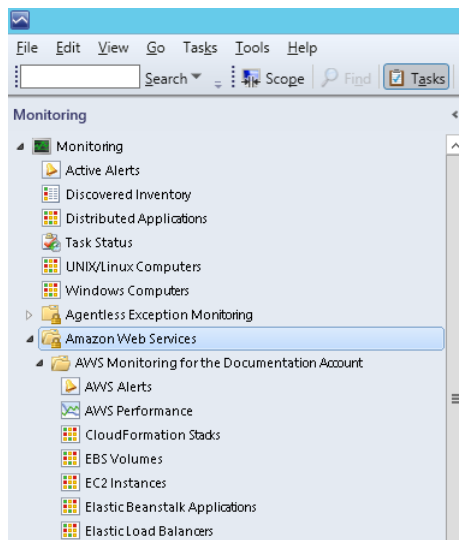 File Edit View Go Tasks Tools Help
Search Scope Find Tasks
Monitoring
Monitoring
Active Alerts
Discovered Inventory
Distributed Applications
Task Status
UNIX/Linux Computers
Windows Computers
Agentless Exception Monitoring
Amazon Web Services
AWS Monitoring for the Documentation Account
AWS Alerts
AWS Performance
CloudFormation Stacks
EBS Volumes
EC2 Instances
Elastic Beanstalk Applications
Elastic Load Balancers